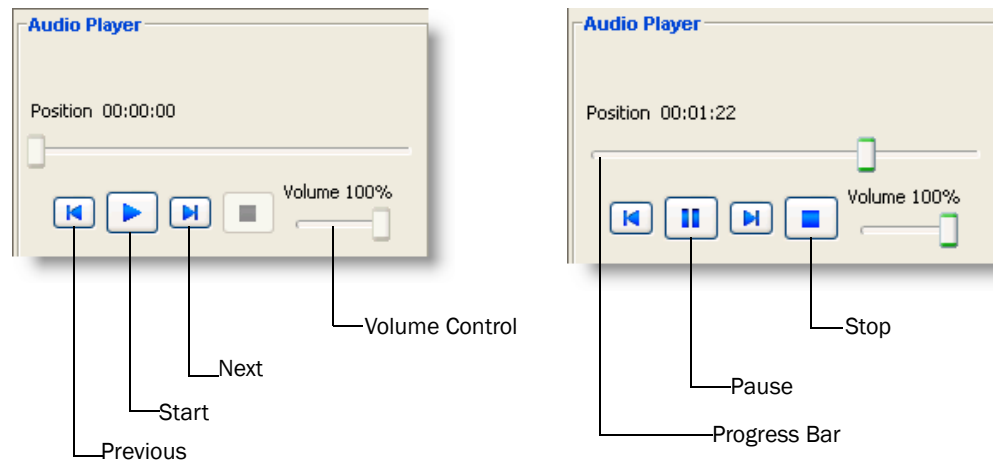 Audio Player
Position 00:00:00
Volume 100%
Volume Control
Next
Start
Previous
Audio Player
Position 00:01:22
Volume 100%
Stop
Pause
Progress Bar